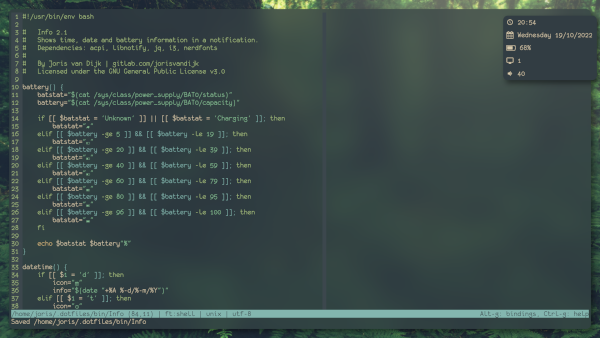 1 #!/usr/bin/env bash
2
3 #   Info 2.1
4 #   Shows time, date and battery information in a notification.
5 #   Dependencies: acpi, libnotify, jq, i3, nerdfonts
6
7 #   By Joris van Dijk | gitlab.com/jorisvandijk
8 #   Licensed under the GNU General Public License v3.0
9
10 battery() {
11     batstat="$(cat /sys/class/power_supply/BAT0/status)"
12     battery="$(cat /sys/class/power_supply/BAT0/capacity)"
13
14     if [[ $batstat = 'Unknown' ]] || [[ $batstat = 'Charging' ]]; then
15         batstat=""
16     elif [[ $battery -ge 5 ]] && [[ $battery -le 19 ]]; then
17         batstat=""
18     elif [[ $battery -ge 20 ]] && [[ $battery -le 39 ]]; then
19         batstat=""
20     elif [[ $battery -ge 40 ]] && [[ $battery -le 59 ]]; then
21         batstat=""
22     elif [[ $battery -ge 60 ]] && [[ $battery -le 79 ]]; then
23         batstat=""
24     elif [[ $battery -ge 80 ]] && [[ $battery -le 95 ]]; then
25         batstat=""
26     elif [[ $battery -ge 96 ]] && [[ $battery -le 100 ]]; then
27         batstat=""
28     fi
29
30     echo $batstat $battery"%"
31 }
32
33 datetime() {
34     if [[ $1 = 'd' ]]; then
35         icon=""
36         info="$(date "+%A %-d/%-m/%Y")"
37     elif [[ $1 = 't' ]]; then
38         icon=""
/home/joris/.dotfiles/bin/Info (54,11) | ft:shell | unix | utf-8 Alt-g: bindings, Ctrl-g: help
Saved /home/joris/.dotfiles/bin/Info
20:54
Wednesday 19/10/2022
68%
1
40